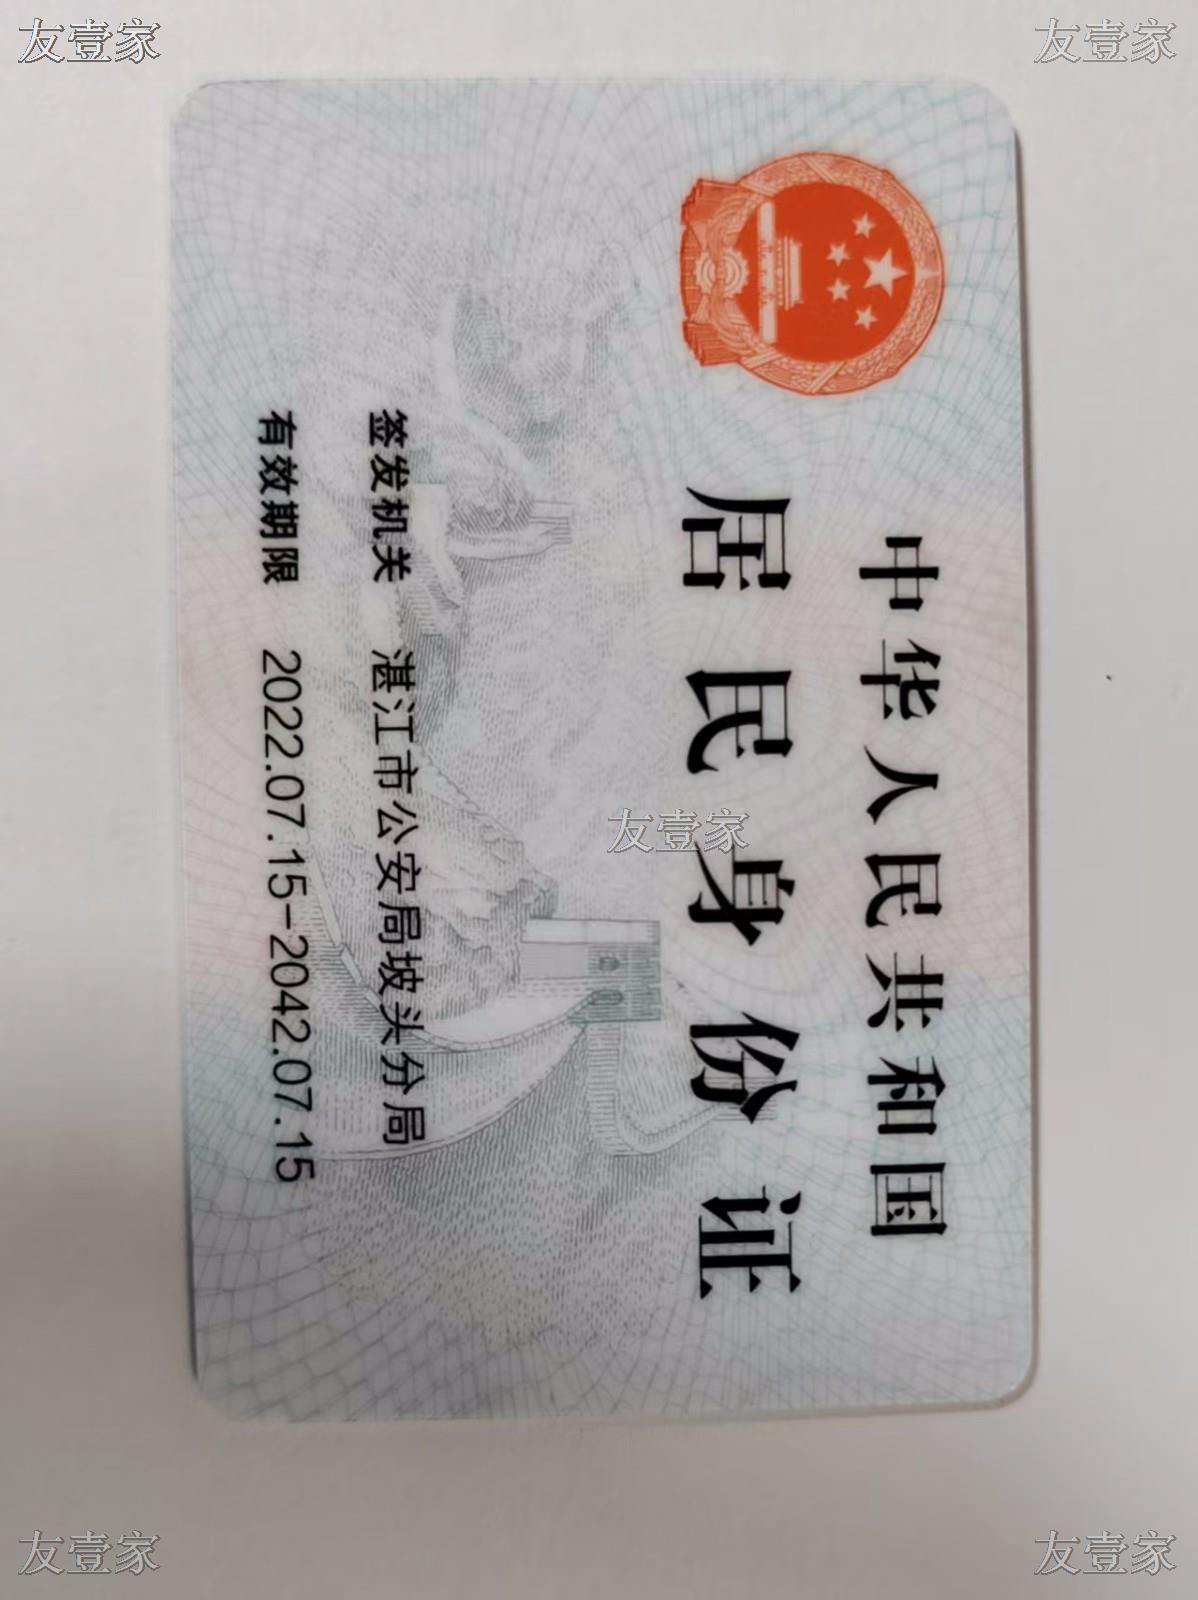 友壹家
友壹家
中华人民共和国
居民身份证
签发机关 湛江市公安局坡头分局
有效期限 2022.07.15-2042.07.15
友壹家
友壹家
友壹家